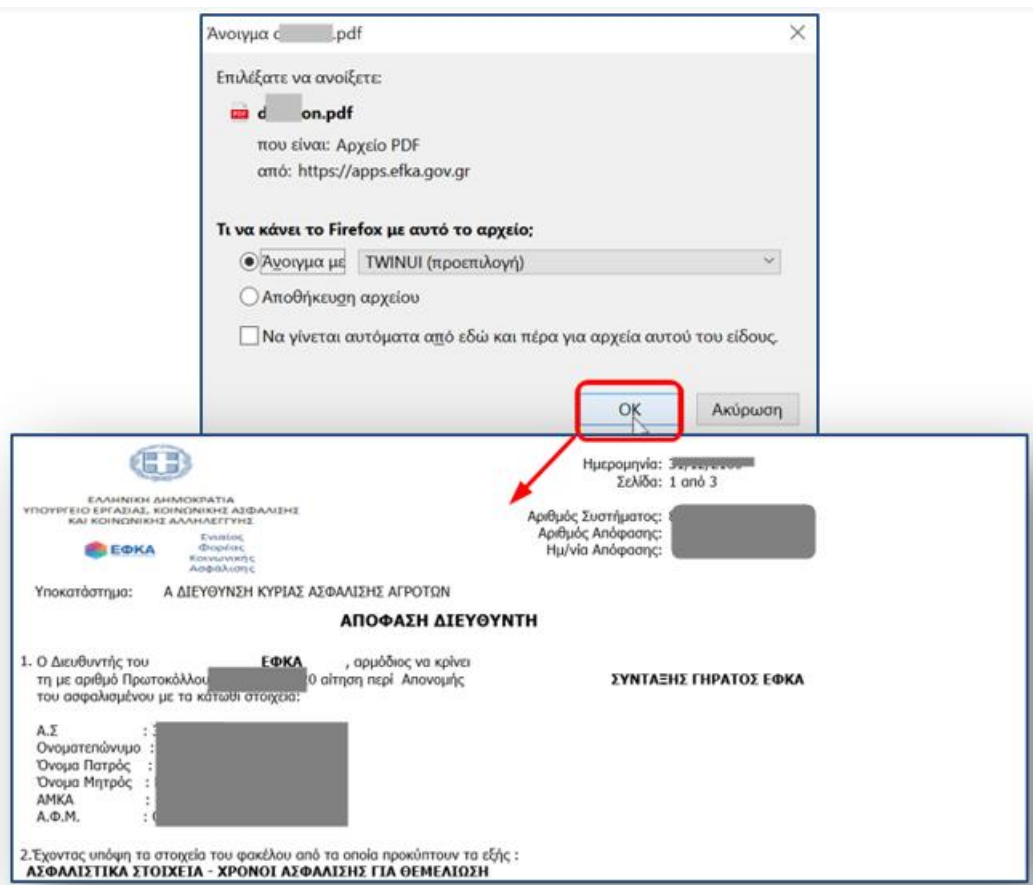 Άνοιγμα d .pdf
Επιλέξατε να ανοίξετε:
d on.pdf
που είναι: Αρχείο PDF
από: https://apps.efka.gov.gr
Τι να κάνει το Firefox με αυτό το αρχείο;
Άνοιγμα με TWINUI (προεπιλογή)
Αποθήκευση αρχείου
Να γίνεται αυτόματα από εδώ και πέρα για αρχεία αυτού του είδους.
OK Ακύρωση
Ημερομηνία:
Σελίδα: 1 από 3
ΕΛΛΗΝΙΚΗ ΔΗΜΟΚΡΑΤΙΑ
ΥΠΟΥΡΓΕΙΟ ΕΡΓΑΣΙΑΣ, ΚΟΙΝΩΝΙΚΗΣ ΑΣΦΑΛΙΣΗΣ
ΚΑΙ ΚΟΙΝΩΝΙΚΗΣ ΑΛΛΗΛΕΓΓΥΗΣ
Αριθμός Συστήματος:
Αριθμός Απόφασης:
Ημ/νία Απόφασης:
ΕΦΚΑ
Ενιαίος
Φορέας
Κοινωνικής
Ασφάλισης
Υποκατάστημα: Α ΔΙΕΥΘΥΝΣΗ ΚΥΡΙΑΣ ΑΣΦΑΛΙΣΗΣ ΑΓΡΟΤΩΝ
ΑΠΟΦΑΣΗ ΔΙΕΥΘΥΝΤΗ
1. Ο Διευθυντής του ΕΦΚΑ , αρμόδιος να κρίνει
τη με αριθμό Πρωτοκόλλου 0 αίτηση περί Απονομής ΣΥΝΤΑΞΗΣ ΓΗΡΑΤΟΣ ΕΦΚΑ
του ασφαλισμένου με τα κάτωθι στοιχεία:
Α.Σ :
Ονοματεπώνυμο :
Όνομα Πατρός :
Όνομα Μητρός :
ΑΜΚΑ :
Α.Φ.Μ. :
2.Έχοντας υπόψη τα στοιχεία του φακέλου από τα οποία προκύπτουν τα εξής :
ΑΣΦΑΛΙΣΤΙΚΑ ΣΤΟΙΧΕΙΑ - ΧΡΟΝΟΙ ΑΣΦΑΛΙΣΗΣ ΓΙΑ ΘΕΜΕΛΙΩΣΗ